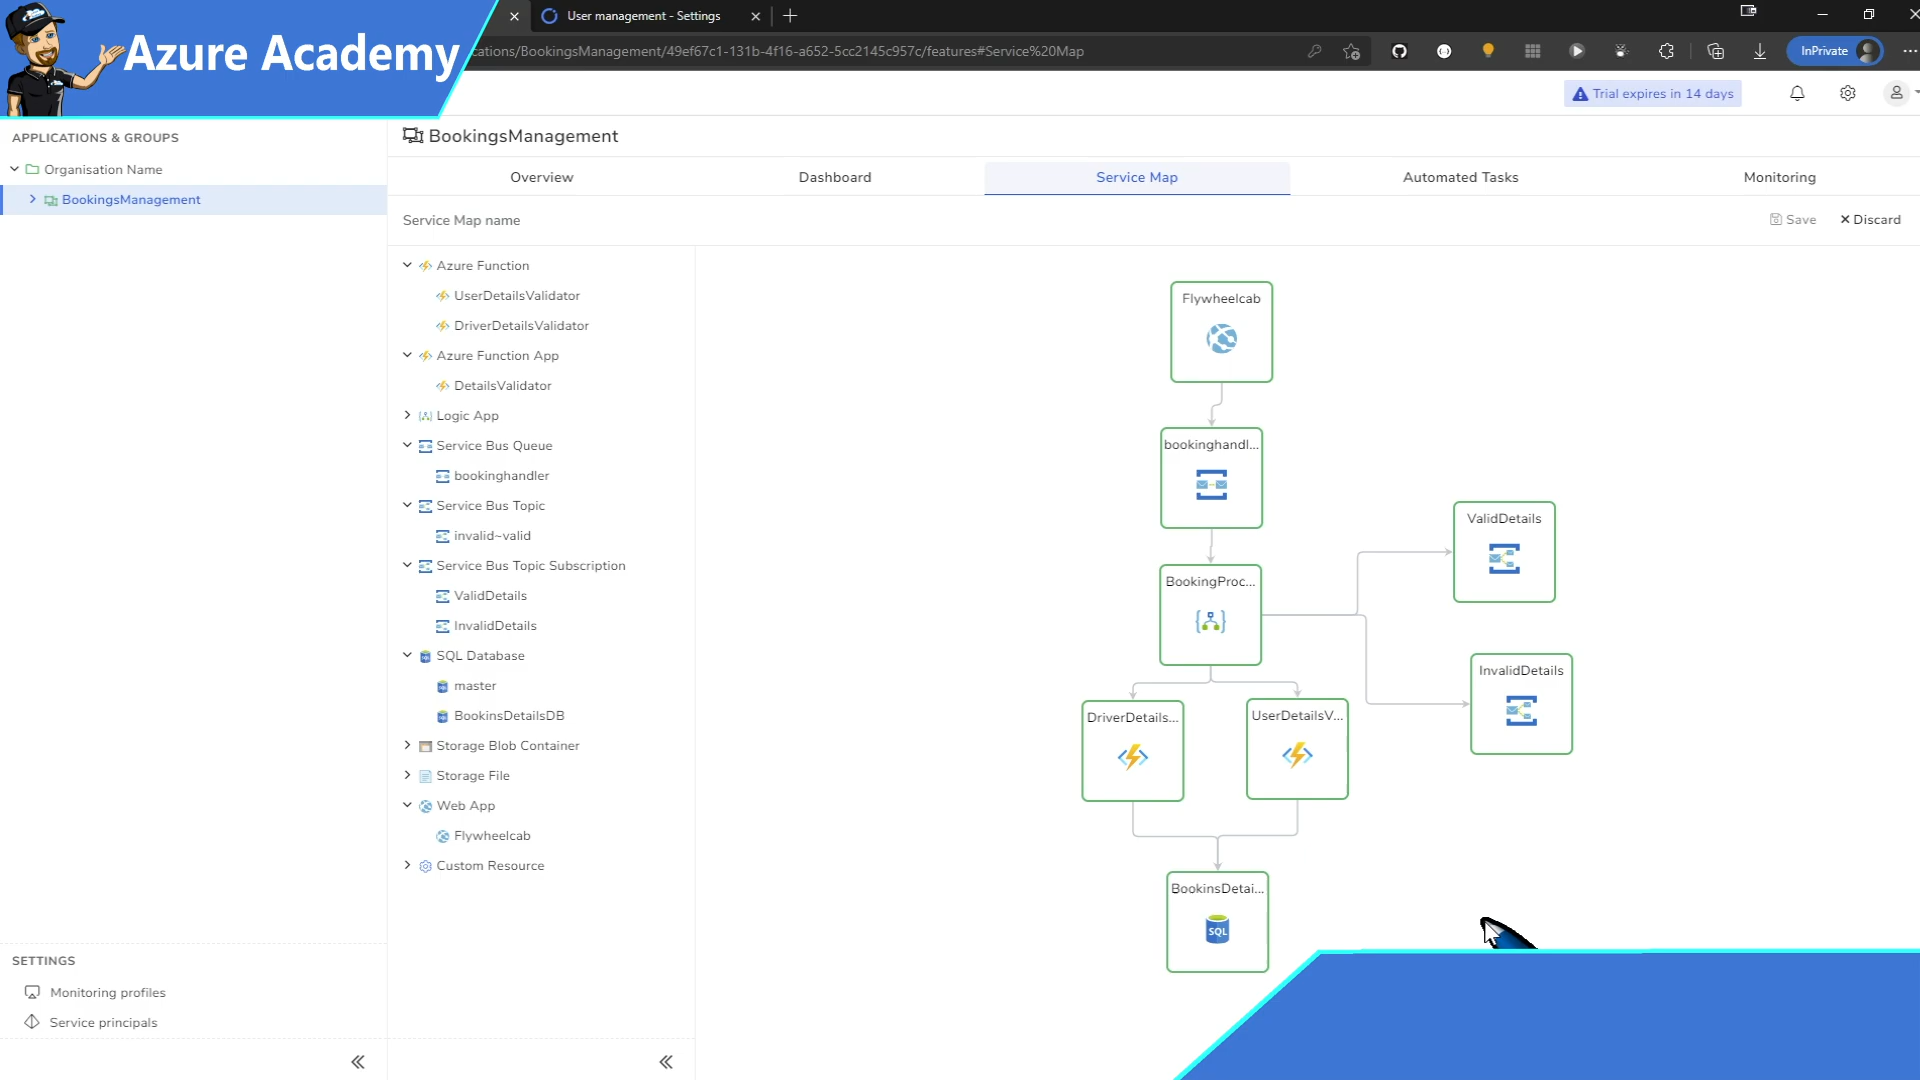 Azure Academy
User management - Settings
cations/BookingsManagement/49ef67c1-131b-4f16-a652-5cc2145c957c/features#Service%20Map
InPrivate
Trial expires in 14 days
APPLICATIONS & GROUPS
Organisation Name
BookingsManagement
BookingsManagement
Overview
Dashboard
Service Map
Automated Tasks
Monitoring
Service Map name
Save
Discard
Azure Function
UserDetailsValidator
DriverDetailsValidator
Azure Function App
DetailsValidator
Logic App
Service Bus Queue
bookinghandler
Service Bus Topic
invalid~valid
Service Bus Topic Subscription
ValidDetails
InvalidDetails
SQL Database
master
BookinsDetailsDB
Storage Blob Container
Storage File
Web App
Flywheelcab
Custom Resource
Flywheelcab
bookinghandl...
BookingProc...
ValidDetails
InvalidDetails
DriverDetails...
UserDetailsV...
BookinsDetai...
SQL
SETTINGS
Monitoring profiles
Service principals